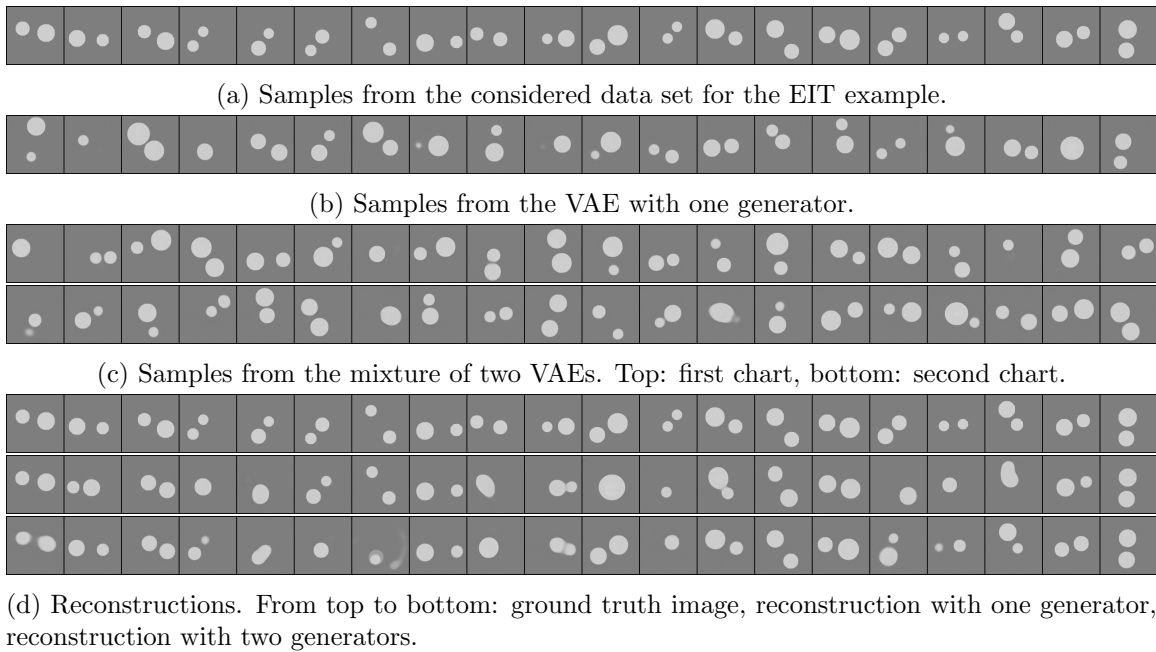 (a) Samples from the considered data set for the EIT example.
(b) Samples from the VAE with one generator.
(c) Samples from the mixture of two VAEs. Top: first chart, bottom: second chart.
(d) Reconstructions. From top to bottom: ground truth image, reconstruction with one generator,
reconstruction with two generators.